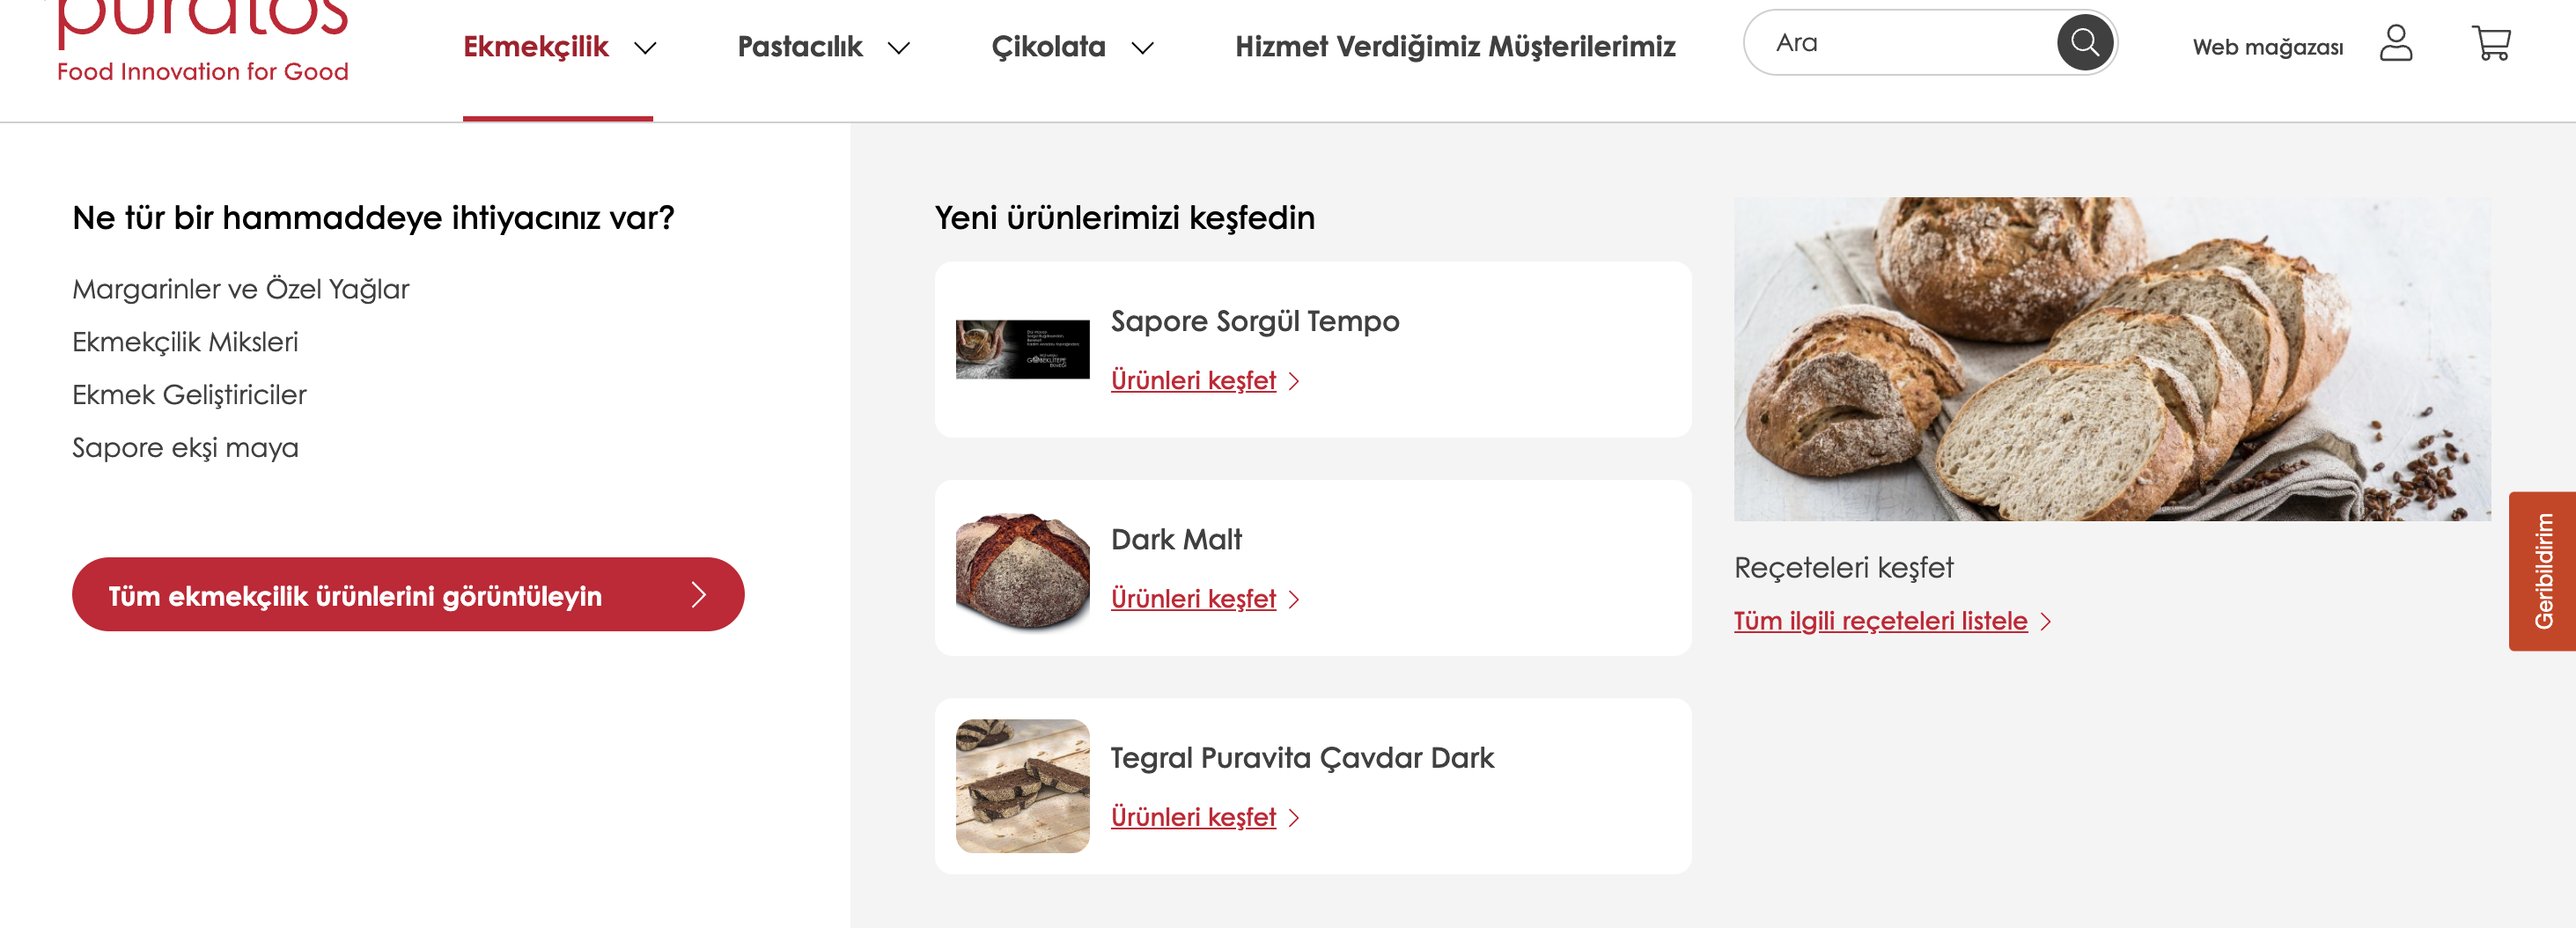 puratos
Food Innovation for Good
Ekmekçilik
Pastacılık
Çikolata
Hizmet Verdiğimiz Müşterilerimiz
Ara
Web mağazası
Ne tür bir hammaddeye ihtiyacınız var?
Margarinler ve Özel Yağlar
Ekmekçilik Miksleri
Ekmek Geliştiriciler
Sapore ekşi maya
Tüm ekmekçilik ürünlerini görüntüleyin
Yeni ürünlerimizi keşfedin
Sapore Sorgül Tempo
Ürünleri keşfet
Dark Malt
Ürünleri keşfet
Tegral Puravita Çavdar Dark
Ürünleri keşfet
Reçeteleri keşfet
Tüm ilgili reçeteleri listele
Geribildirim